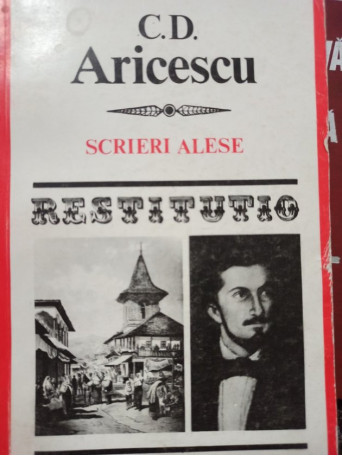 C.D.
Aricescu
SCRIERI ALESE
RESTITUTIO